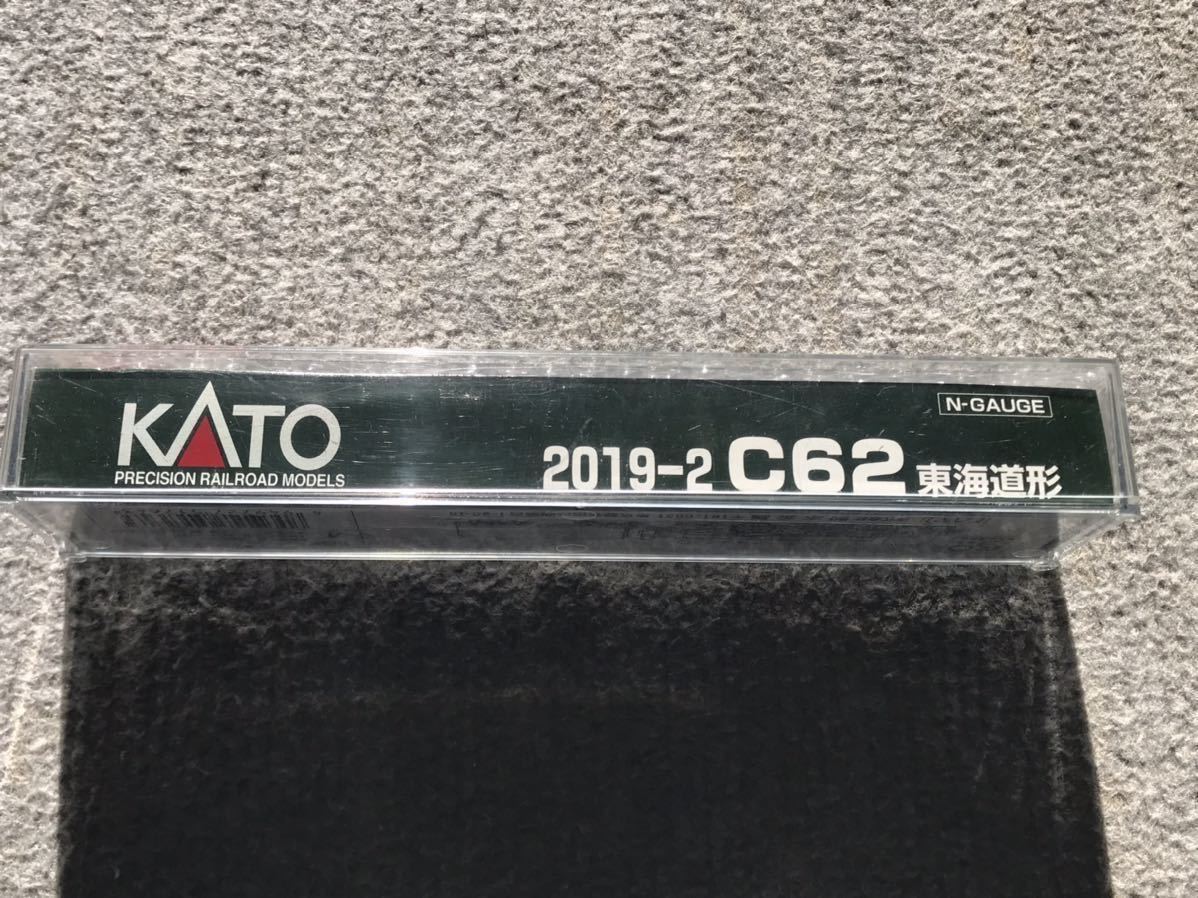 KATO
PRECISION RAILROAD MODELS
N-GAUGE
2019-2 C62 東海道形